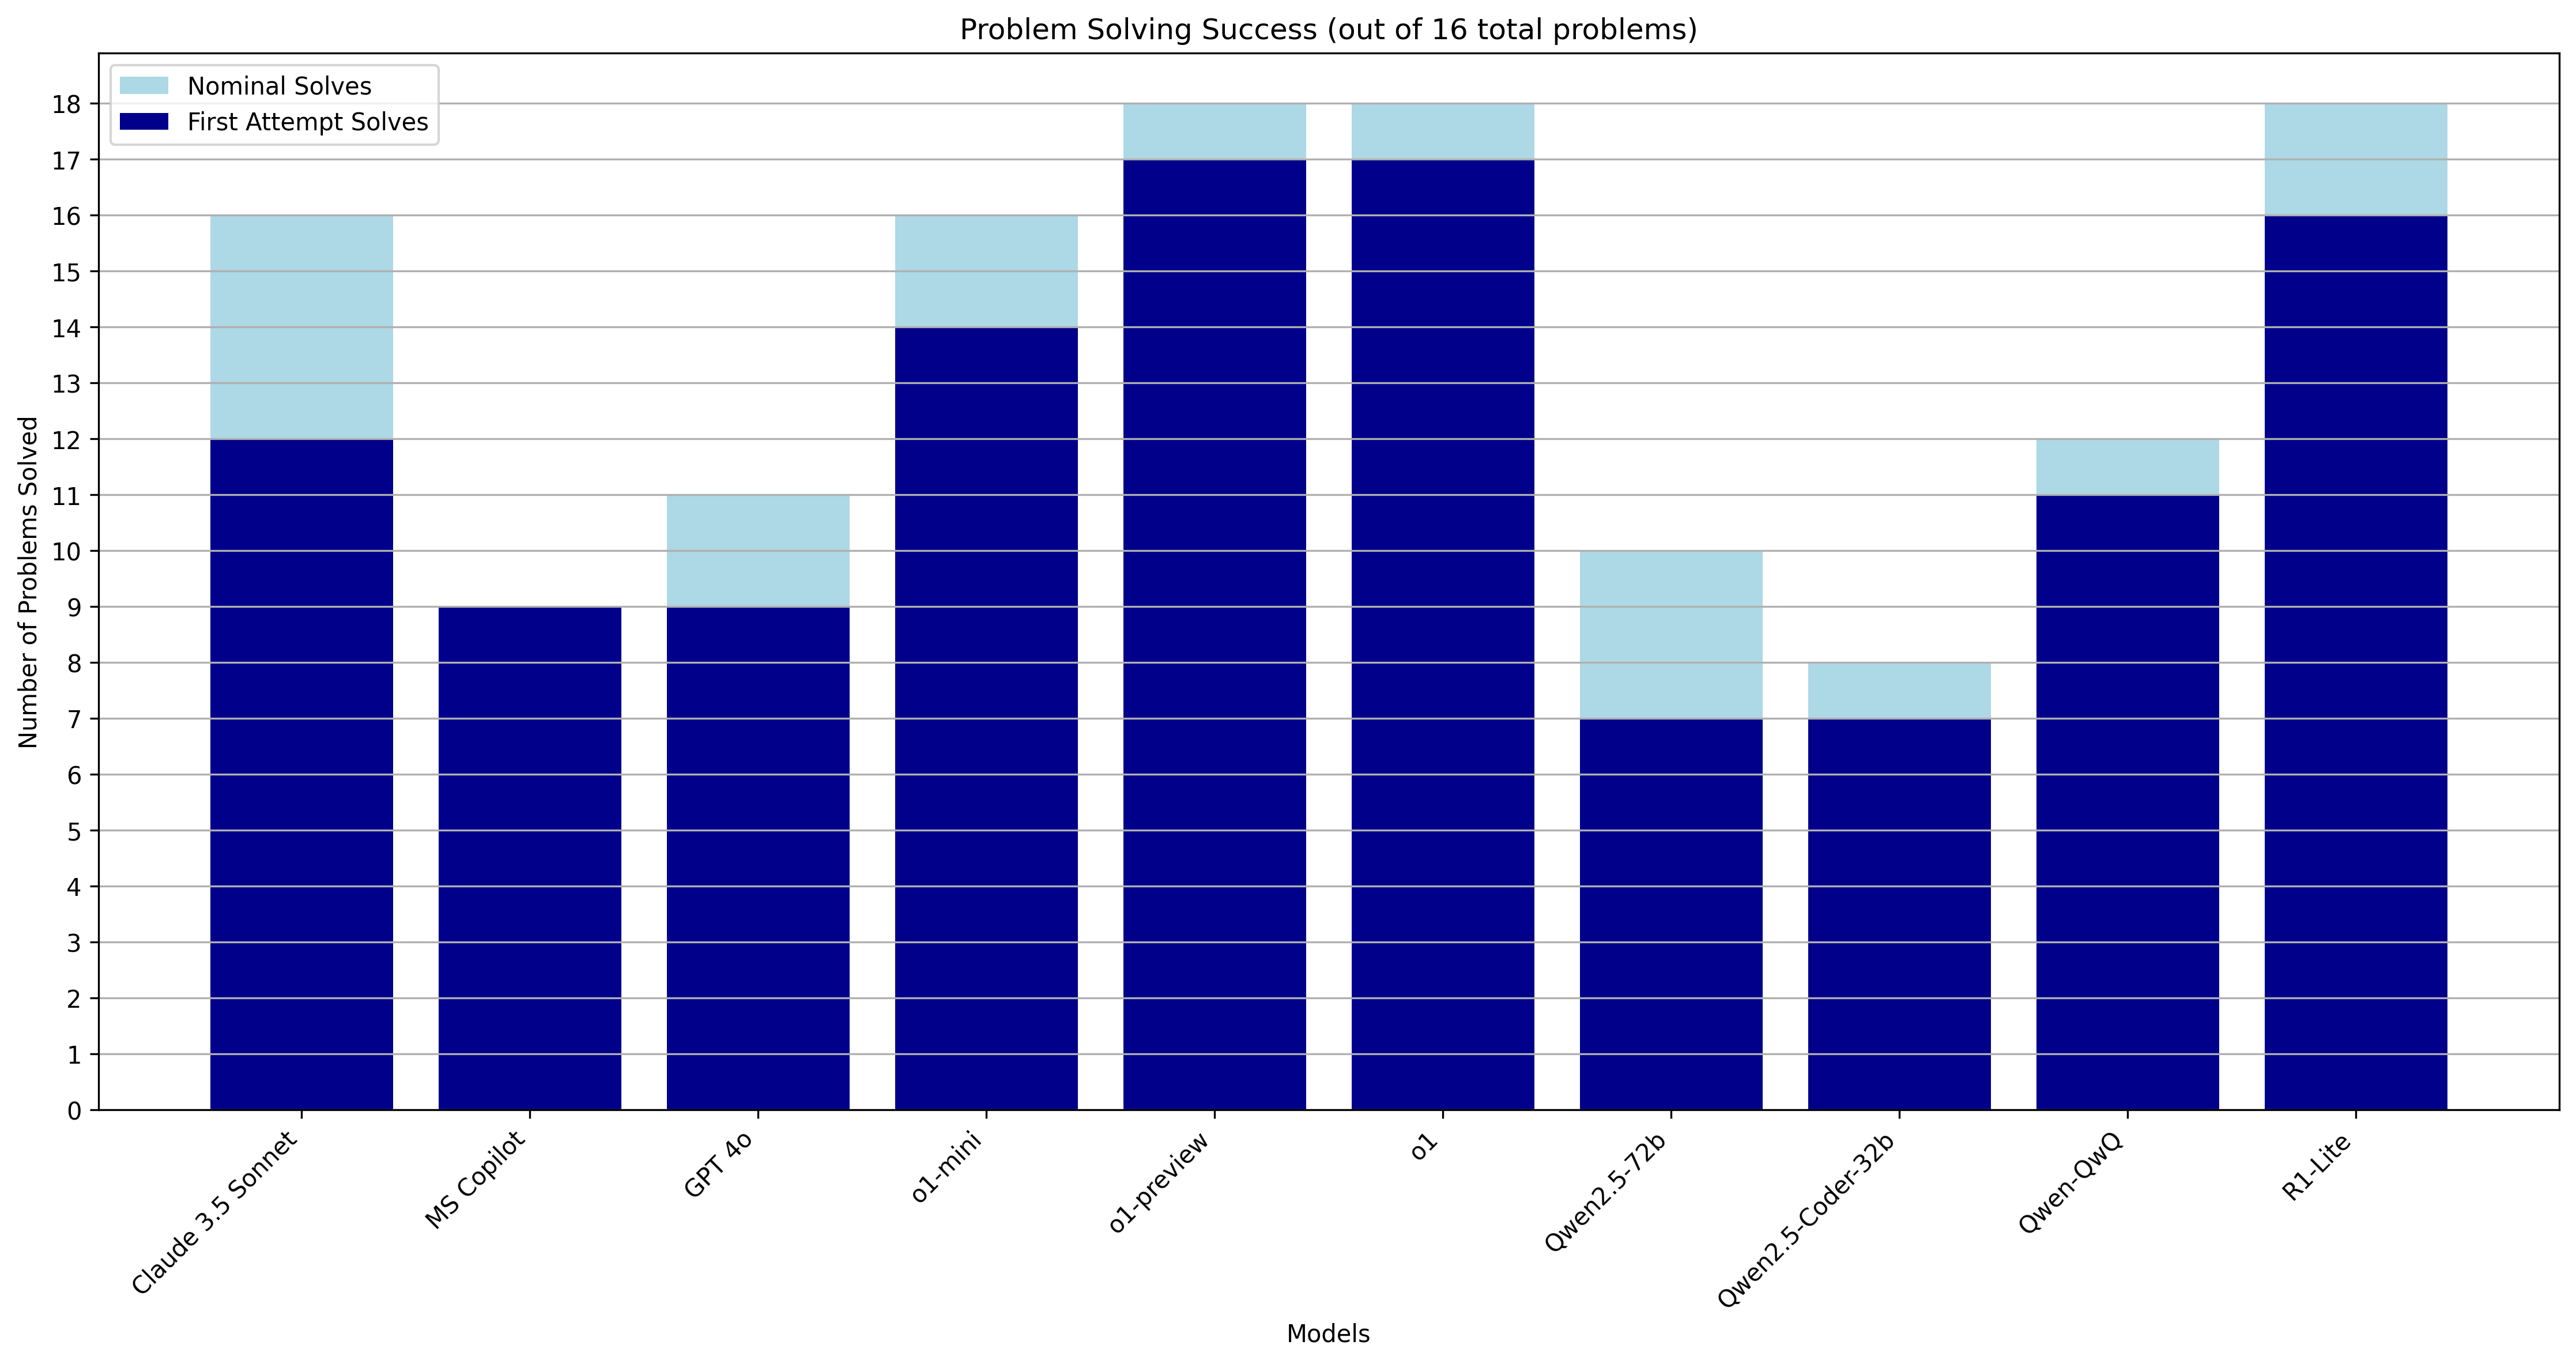 Problem Solving Success (out of 16 total problems)
Nominal Solves
First Attempt Solves
Number of Problems Solved
18
17
16
15
14
13
12
11
10
9
8
7
6
5
4
3
2
1
0
Claude 3.5 Sonnet
MS Copilot
GPT 4o
o1-mini
o1-preview
o1
Qwen2.5-72b
Qwen2.5-Coder-32b
Qwen-QwQ
R1-Lite
Models